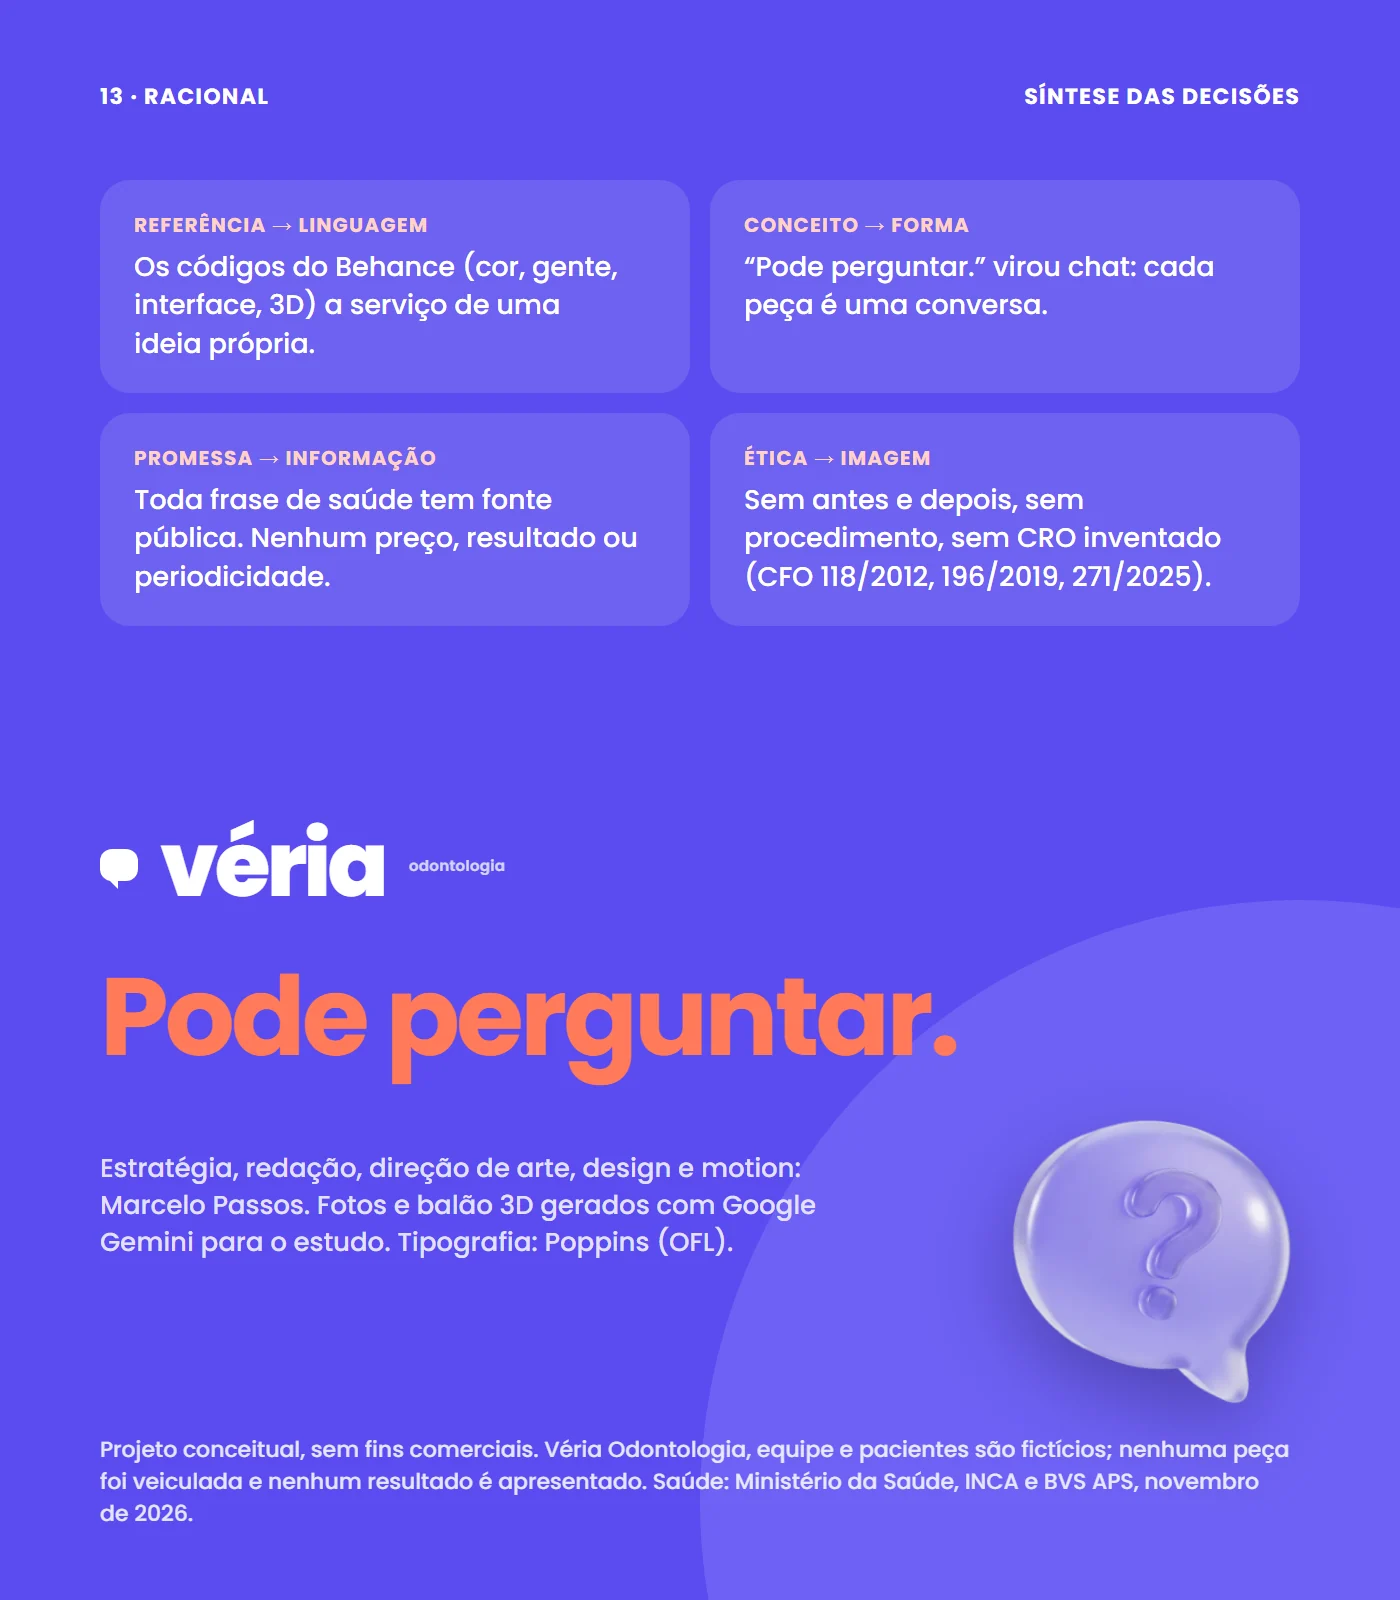 13 · RACIONAL
SÍNTESE DAS DECISÕES
REFERÊNCIA → LINGUAGEM
Os códigos do Behance (cor, gente,
interface, 3D) a serviço de uma
ideia própria.
CONCEITO → FORMA
“Pode perguntar.” virou chat: cada
peça é uma conversa.
PROMESSA → INFORMAÇÃO
Toda frase de saúde tem fonte
pública. Nenhum preço, resultado ou
periodicidade.
ÉTICA → IMAGEM
Sem antes e depois, sem
procedimento, sem CRO inventado
(CFO 118/2012, 196/2019, 271/2025).
véria odontologia
Pode perguntar.
Estratégia, redação, direção de arte, design e motion:
Marcelo Passos. Fotos e balão 3D gerados com Google
Gemini para o estudo. Tipografia: Poppins (OFL).
?
Projeto conceitual, sem fins comerciais. Véria Odontologia, equipe e pacientes são fictícios; nenhuma peça
foi veiculada e nenhum resultado é apresentado. Saúde: Ministério da Saúde, INCA e BVS APS, novembro
de 2026.